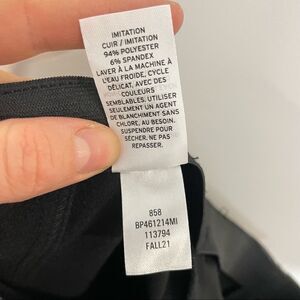 IMITATION
CUIR / IMITATION
94% POLYESTER
6% SPANDEX
LAVER À LA MACHINE À
L'EAU FROIDE, CYCLE
DÉLICAT, AVEC DES
COULEURS
SEMBLABLES. UTILISER
SEULEMENT UN AGENT
DE BLANCHIMENT SANS
CHLORE, AU BESOIN.
SUSPENDRE POUR
SÉCHER. NE PAS
REPASSER.
858
BP461214MI
113794
FALL21